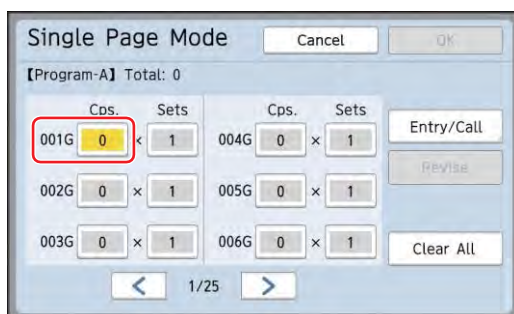 Single Page Mode Cancel OK
【Program-A】 Total: 0
Cps. Sets Cps. Sets
001G 0 × 1 004G 0 × 1 Entry/Call
002G 0 × 1 005G 0 × 1 Revise
003G 0 × 1 006G 0 × 1 Clear All
< 1/25 >